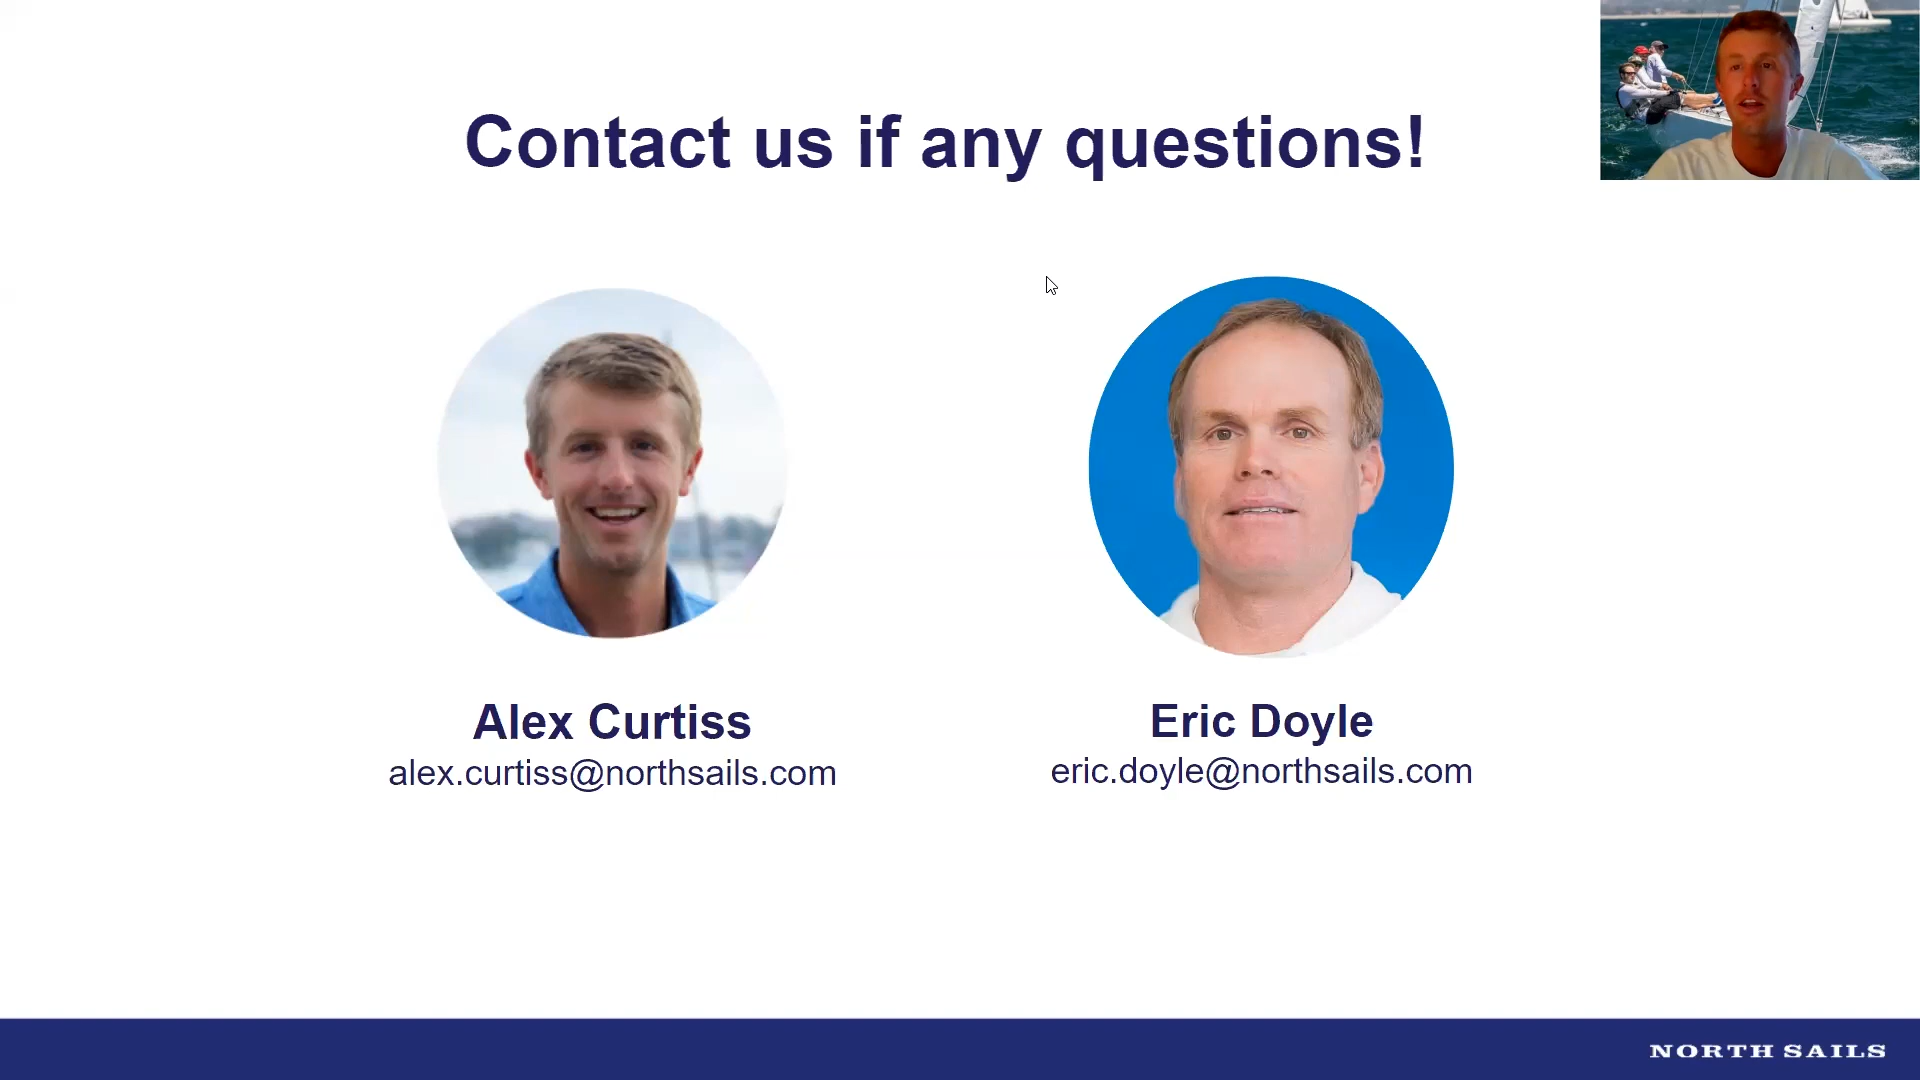 Contact us if any questions!
Alex Curtiss
alex.curtiss@northsails.com
Eric Doyle
eric.doyle@northsails.com
NORTH SAILS